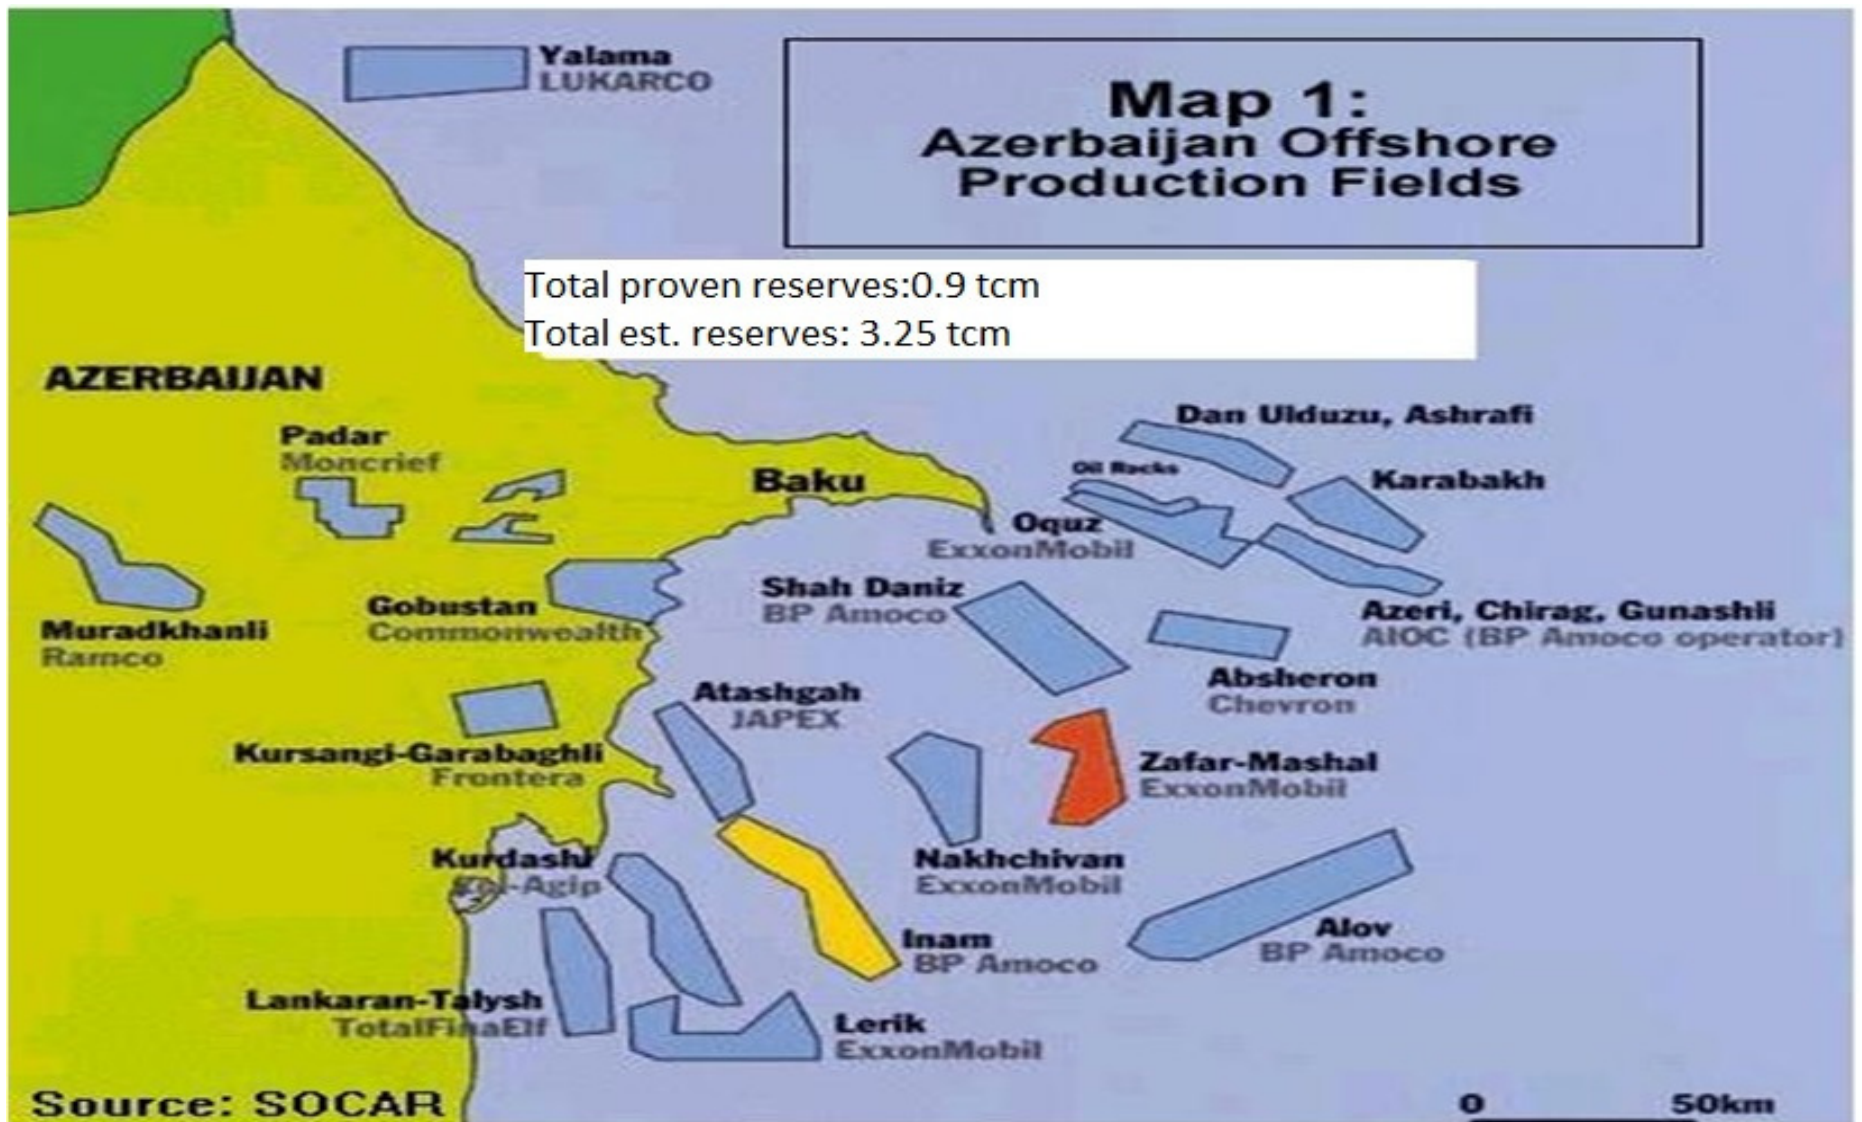 Yalama
LUKARCO
Map 1:
Azerbaijan Offshore
Production Fields
Total proven reserves:0.9 tcm
Total est. reserves: 3.25 tcm
AZERBAIJAN
Padar
Moncrief
Baku
Dan Ulduzu, Ashrafi
Oil Rocks
Karabakh
Oquz
ExxonMobil
Muradkhanli
Ramco
Gobustan
Commonwealth
Shah Daniz
BP Amoco
Azeri, Chirag, Gunashli
AIOC (BP Amoco operator)
Absheron
Chevron
Atashgah
JAPEX
Kursangi-Garabaghli
Frontera
Zafar-Mashal
ExxonMobil
Kurdashi
-Agip
Nakhchivan
ExxonMobil
Inam
BP Amoco
Alov
BP Amoco
Lankaran-Talysh
TotalFinaElf
Lerik
ExxonMobil
Source: SOCAR
0 50km